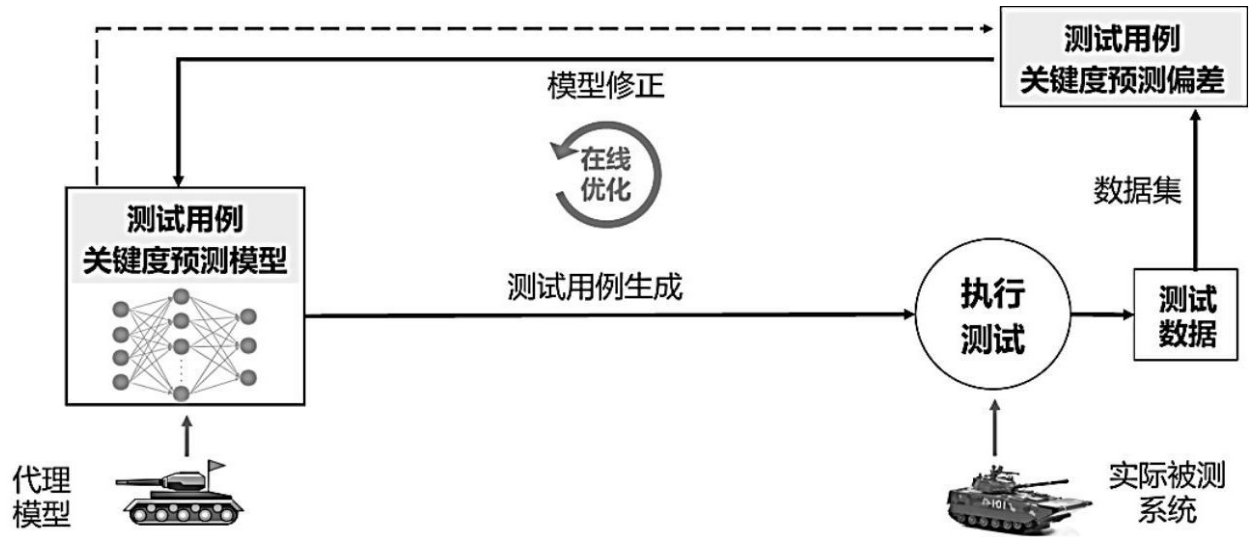 测试用例
关键度预测偏差
模型修正
在线
优化
数据集
测试用例
关键度预测模型
测试用例生成
执行
测试
测试
数据
代理
模型
实际被测
系统